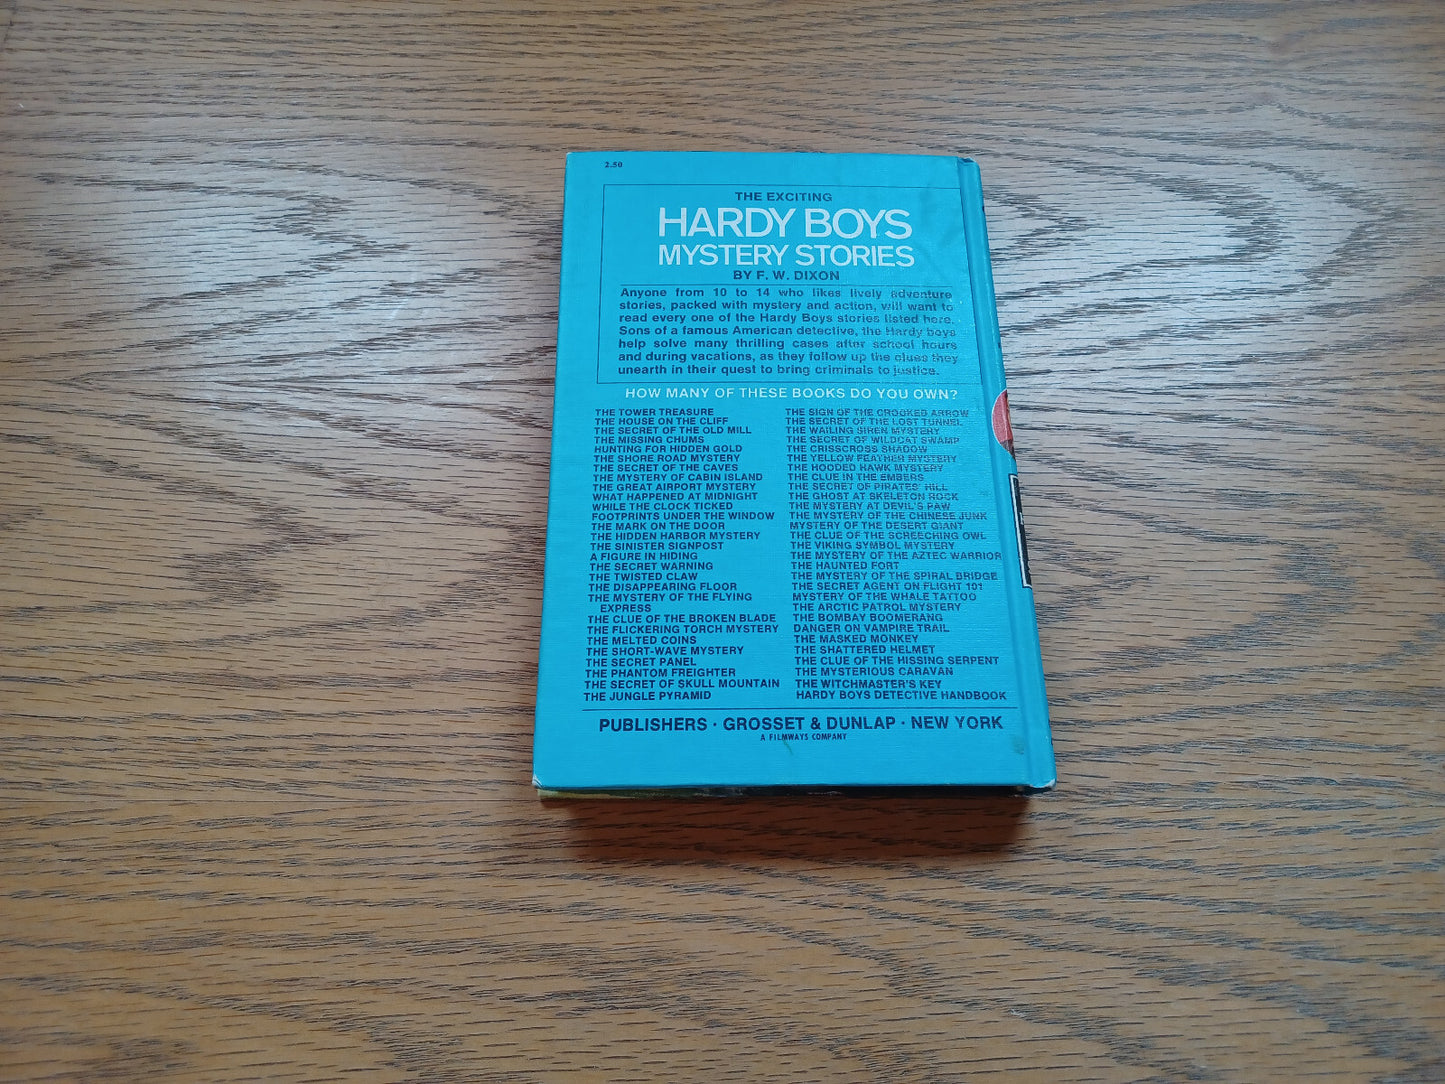 2.50
THE EXCITING
HARDY BOYS
MYSTERY STORIES
BY F. W. DIXON
Anyone from 10 to 14 who likes lively adventure
stories, packed with mystery and action, will want to
read every one of the Hardy Boys stories listed here.
Sons of a famous American detective, the Hardy boys
help solve many thrilling cases after school hours
and during vacations, as they follow up the clues they
unearth in their quest to bring criminals to justice.
HOW MANY OF THESE BOOKS DO YOU OWN?
THE TOWER TREASURE
THE HOUSE ON THE CLIFF
THE SECRET OF THE OLD MILL
THE MISSING CHUMS
HUNTING FOR HIDDEN GOLD
THE SHORE ROAD MYSTERY
THE SECRET OF THE CAVES
THE MYSTERY OF CABIN ISLAND
THE GREAT AIRPORT MYSTERY
WHAT HAPPENED AT MIDNIGHT
WHILE THE CLOCK TICKED
FOOTPRINTS UNDER THE WINDOW
THE MARK ON THE DOOR
THE HIDDEN HARBOR MYSTERY
THE SINISTER SIGNPOST
A FIGURE IN HIDING
THE SECRET WARNING
THE TWISTED CLAW
THE DISAPPEARING FLOOR
THE MYSTERY OF THE FLYING
EXPRESS
THE CLUE OF THE BROKEN BLADE
THE FLICKERING TORCH MYSTERY
THE MELTED COINS
THE SHORT-WAVE MYSTERY
THE SECRET PANEL
THE PHANTOM FREIGHTER
THE SECRET OF SKULL MOUNTAIN
THE JUNGLE PYRAMID
THE SIGN OF THE CROOKED ARROW
THE SECRET OF THE LOST TUNNEL
THE WAILING SIREN MYSTERY
THE SECRET OF WILDCAT SWAMP
THE CRISSCROSS SHADOW
THE YELLOW FEATHER MYSTERY
THE HOODED HAWK MYSTERY
THE CLUE IN THE EMBERS
THE SECRET OF PIRATES' HILL
THE GHOST AT SKELETON ROCK
THE MYSTERY AT DEVIL'S PAW
THE MYSTERY OF THE CHINESE JUNK
MYSTERY OF THE DESERT GIANT
THE CLUE OF THE SCREECHING OWL
THE VIKING SYMBOL MYSTERY
THE MYSTERY OF THE AZTEC WARRIOR
THE HAUNTED FORT
THE MYSTERY OF THE SPIRAL BRIDGE
THE SECRET AGENT ON FLIGHT 101
MYSTERY OF THE WHALE TATTOO
THE ARCTIC PATROL MYSTERY
THE BOMBAY BOOMERANG
DANGER ON VAMPIRE TRAIL
THE MASKED MONKEY
THE SHATTERED HELMET
THE CLUE OF THE HISSING SERPENT
THE MYSTERIOUS CARAVAN
THE WITCHMASTER'S KEY
HARDY BOYS DETECTIVE HANDBOOK
PUBLISHERS · GROSSET & DUNLAP · NEW YORK
A FILMWAYS COMPANY